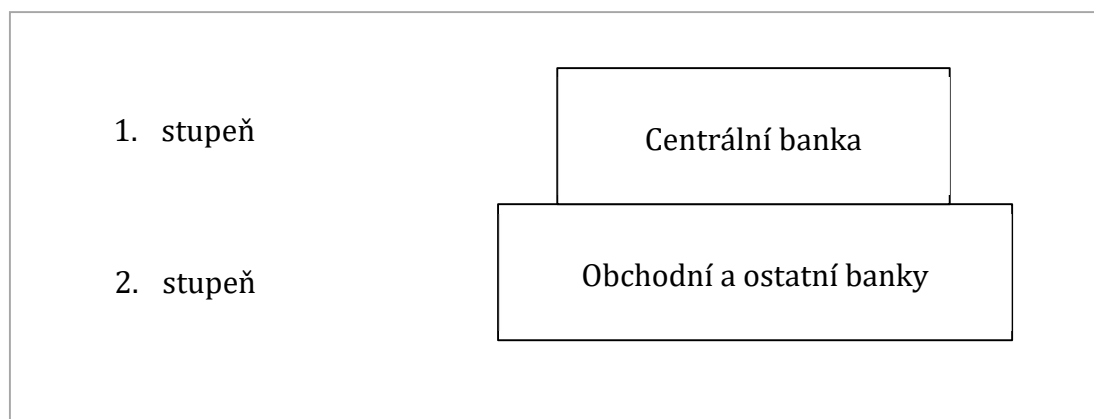 1. stupeň
Centrální banka
2. stupeň
Obchodní a ostatní banky